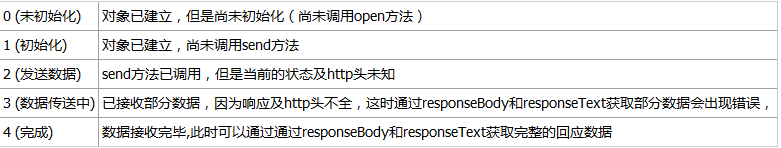 0 (未初始化) 对象已建立，但是尚未初始化（尚未调用open方法）
1 (初始化) 对象已建立，尚未调用send方法
2 (发送数据) send方法已调用，但是当前的状态及http头未知
3 (数据传送中) 已接收部分数据，因为响应及http头不全，这时通过responseBody和responseText获取部分数据会出现错误，
4 (完成) 数据接收完毕,此时可以通过通过responseBody和responseText获取完整的回应数据